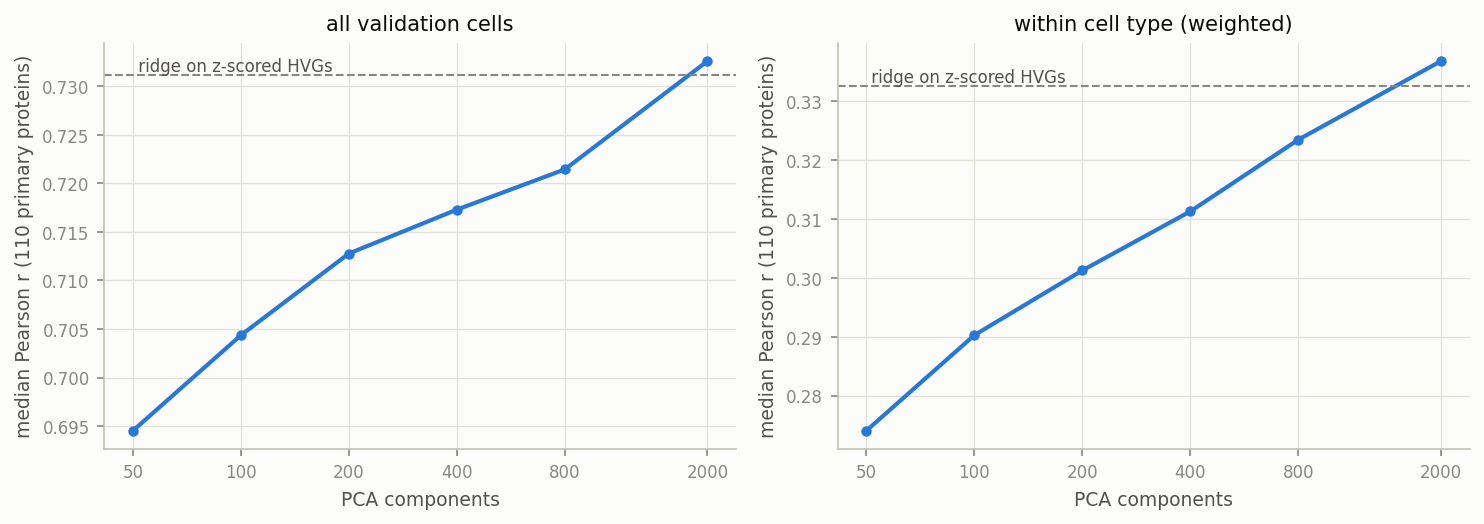 all validation cells
median Pearson r (110 primary proteins)
0.730
0.725
0.720
0.715
0.710
0.705
0.700
0.695
ridge on z-scored HVGs
50 100 200 400 800 2000
PCA components
within cell type (weighted)
median Pearson r (110 primary proteins)
0.33
0.32
0.31
0.30
0.29
0.28
ridge on z-scored HVGs
50 100 200 400 800 2000
PCA components